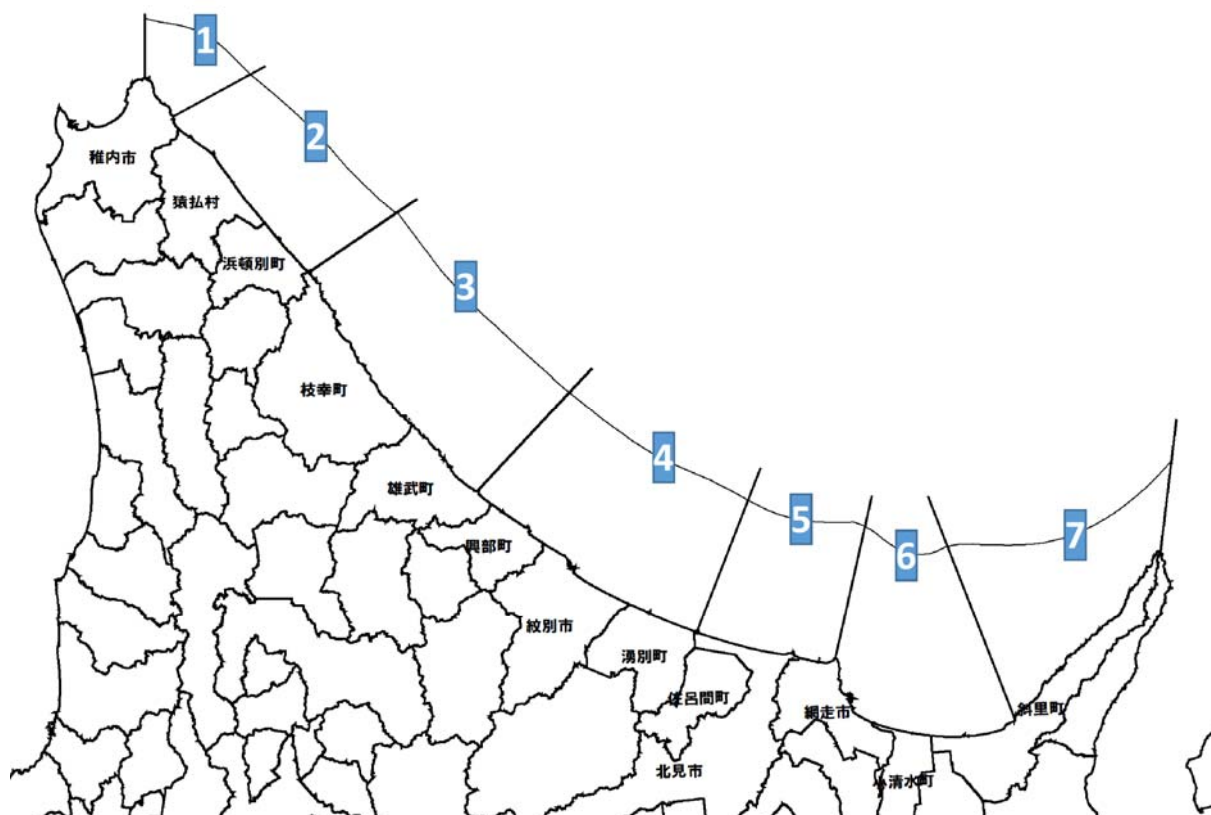 1
2
稚内市
猿払村
浜頓別町
3
枝幸町
4
雄武町
5
7
6
興部町
紋別市
湧別町
佐呂間町
網走市
斜里町
北見市
小清水町